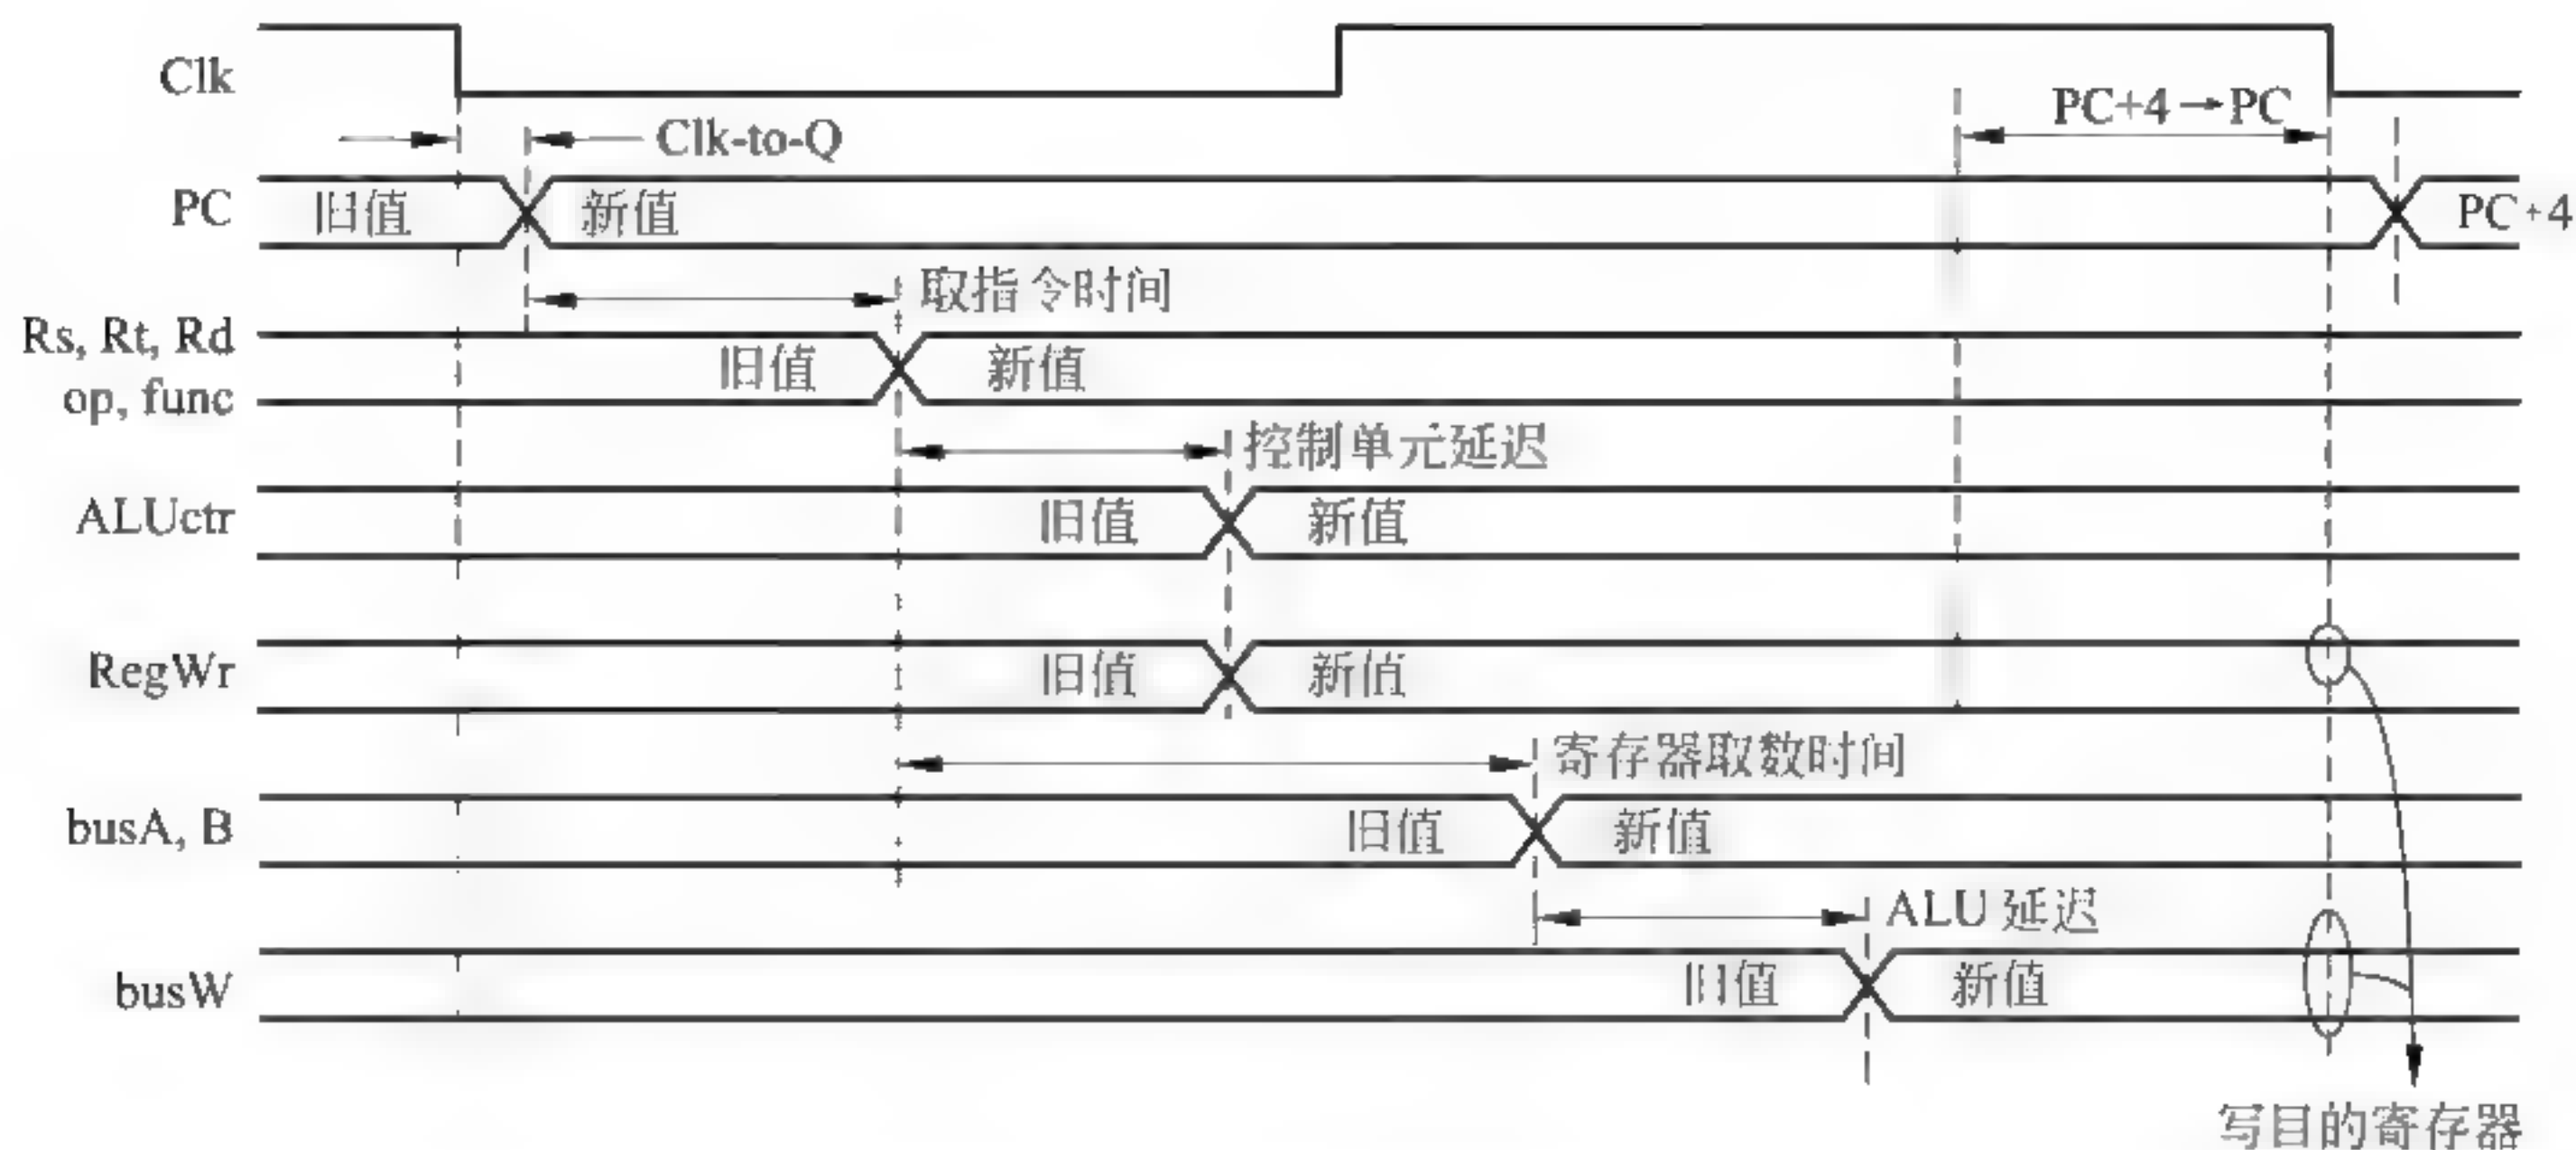 Clk
PC+4→PC
Clk-to-Q
PC
旧值
新值
PC+4
取指令时间
Rs, Rt, Rd
op, func
旧值
新值
控制单元延迟
ALUctr
旧值
新值
RegWr
旧值
新值
寄存器取数时间
busA, B
旧值
新值
ALU 延迟
busW
旧值
新值
写目的寄存器